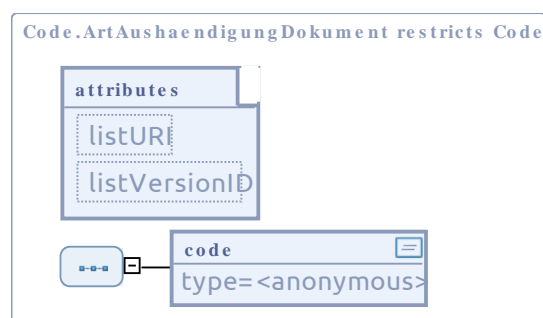 Code.ArtAushaendigungDokument restricts Code
attributes
listURI
listVersionID
code
type=<anonymous>